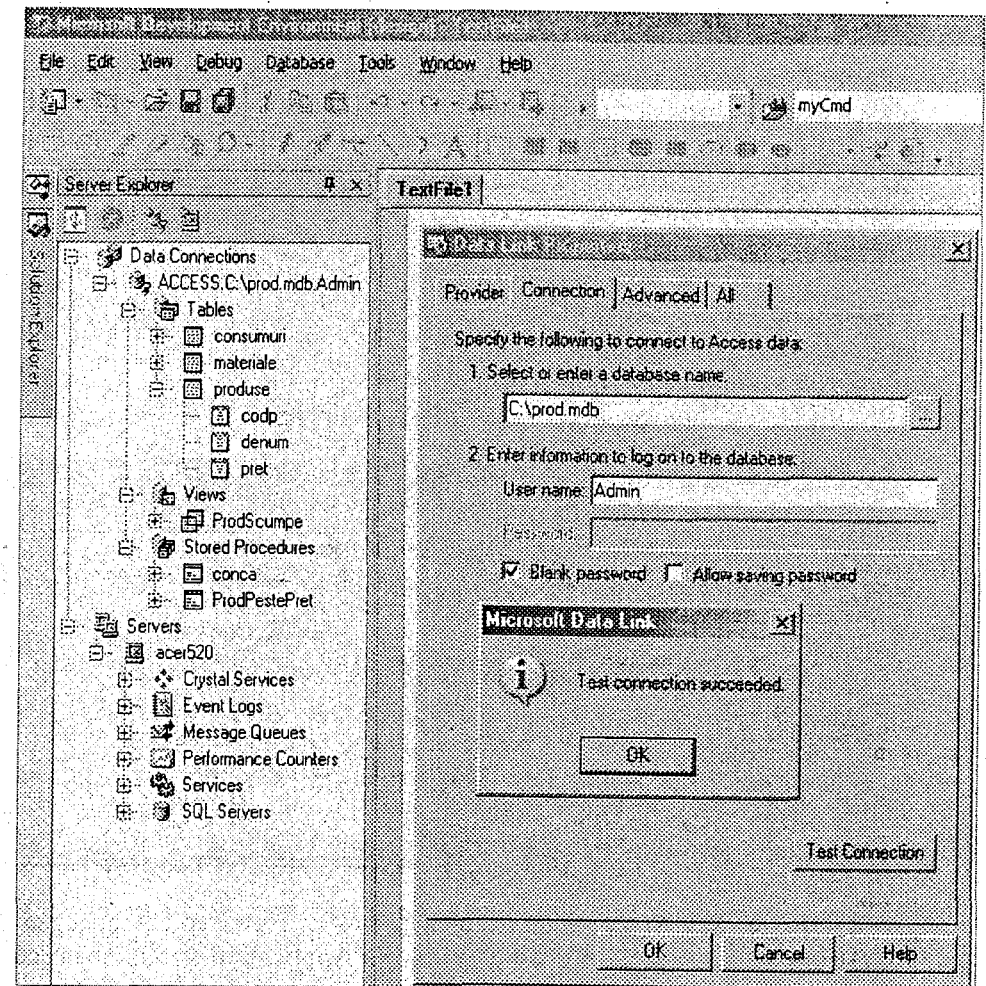 File Edit View Debug Database Tools Window Help
myCmd
Server Explorer
TextFile1
Solution Explorer
Data Connections
ACCESS.C:\prod.mdb.Admin
Tables
consumuri
materiale
produse
codp
denum
pret
Views
ProdScumpe
Stored Procedures
conca
ProdPestePret
Servers
acer520
Crystal Services
Event Logs
Message Queues
Performance Counters
Services
SQL Servers
Data Link
Provider Connection Advanced All
Specify the following to connect to Access data:
1. Select or enter a database name:
C:\prod.mdb
...
2. Enter information to log on to the database:
User name: Admin
Password:
Blank password Allow saving password
Microsoft Data Link
Test connection succeeded.
OK
Test Connection
OK Cancel Help